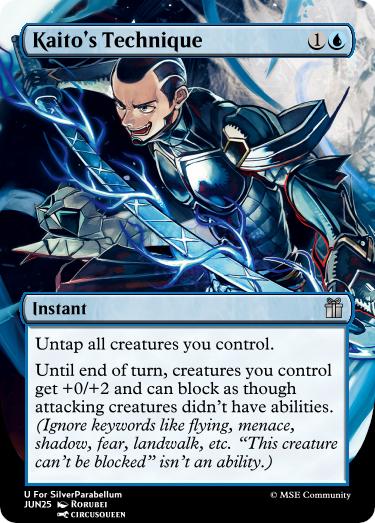 Kaito's Technique 1
Instant
Untap all creatures you control.
Until end of turn, creatures you control
get +0/+2 and can block as though
attacking creatures didn't have abilities.
(Ignore keywords like flying, menace,
shadow, fear, landwalk, etc. “This creature
can't be blocked” isn't an ability.)
U For SilverParabellum
JUN25 RORUBEI
CIRCUSQUEEN
© MSE Community